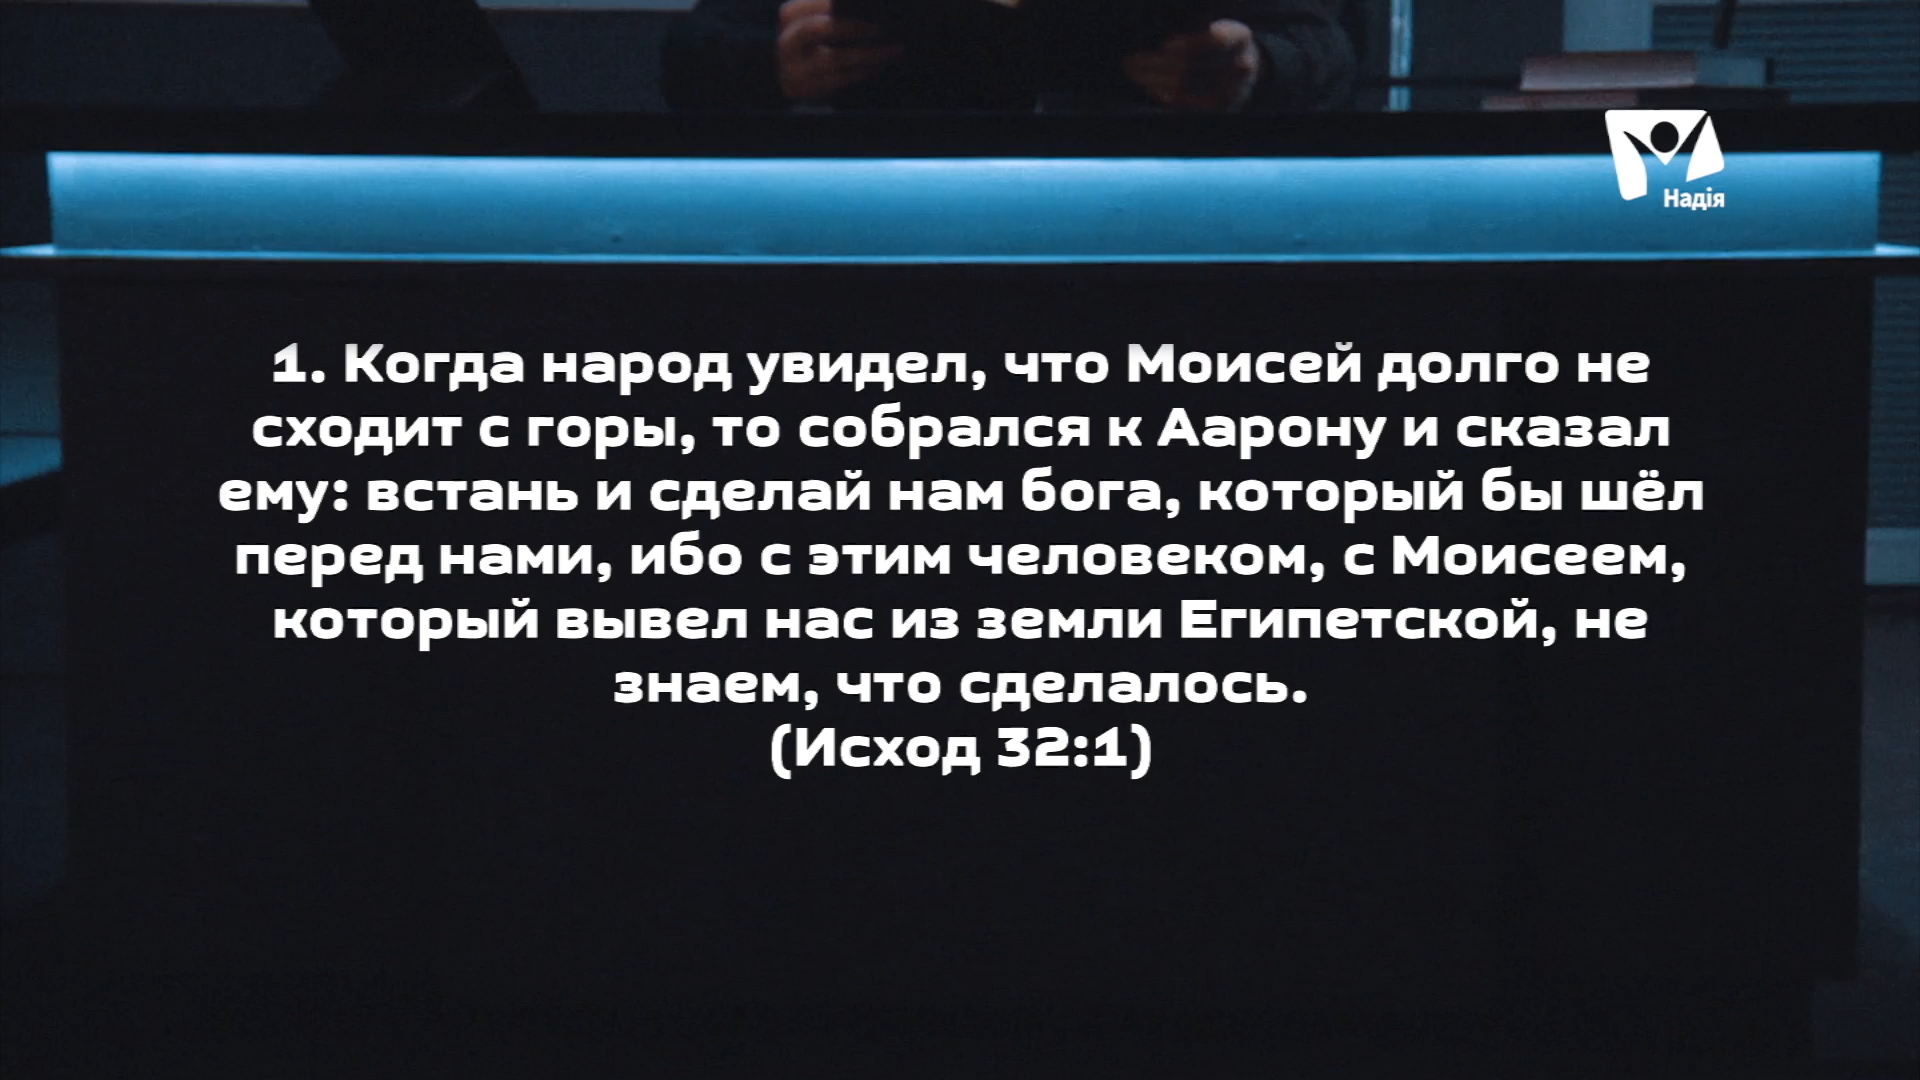 Надія
1. Когда народ увидел, что Моисей долго не
сходит с горы, то собрался к Аарону и сказал
ему: встань и сделай нам бога, который бы шёл
перед нами, ибо с этим человеком, с Моисеем,
который вывел нас из земли Египетской, не
знаем, что сделалось.
(Исход 32:1)